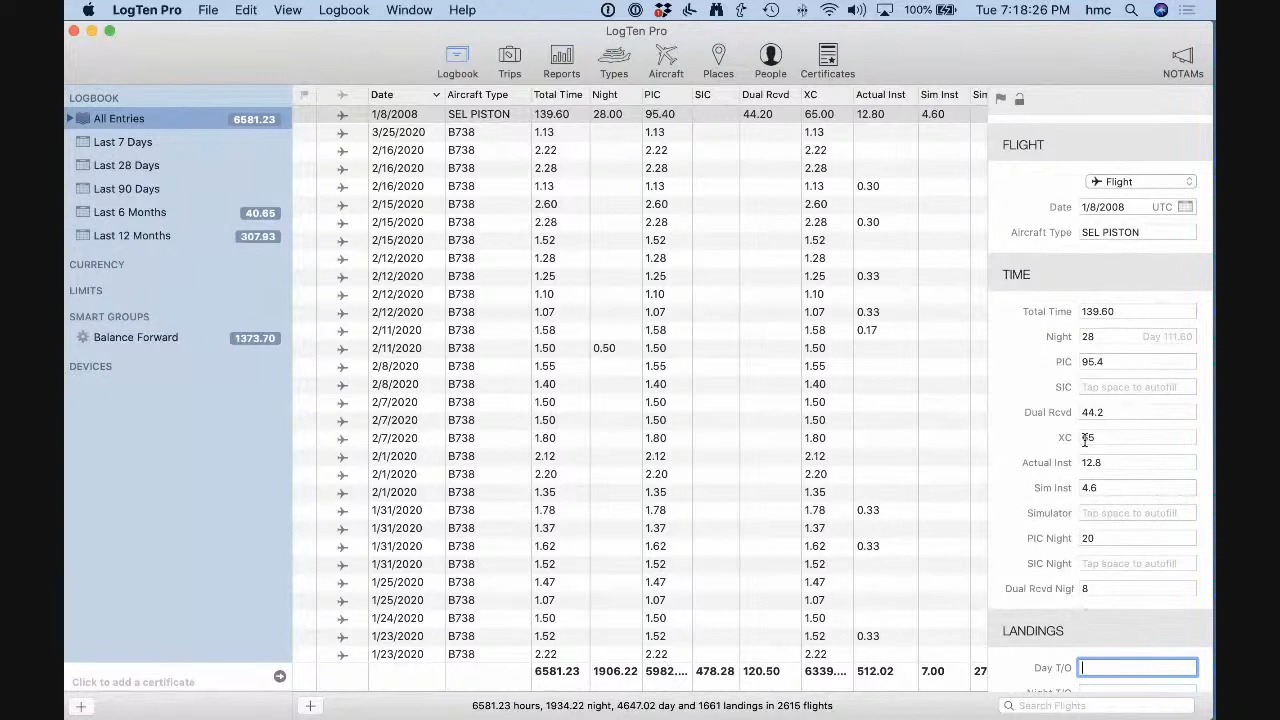 LogTen Pro File Edit View Logbook Window Help 100% Tue 7:18:26 PM hmc
LogTen Pro
Logbook Trips Reports Types Aircraft Places People Certificates NOTAMs
LOGBOOK
All Entries 6581.23
Last 7 Days
Last 28 Days
Last 90 Days
Last 6 Months 40.65
Last 12 Months 307.93
CURRENCY
LIMITS
SMART GROUPS
Balance Forward 1373.70
DEVICES
Click to add a certificate
Date Aircraft Type Total Time Night PIC SIC Dual Rcvd XC Actual Inst Sim Inst Sin
1/8/2008 SEL PISTON 139.60 28.00 95.40 44.20 65.00 12.80 4.60
3/25/2020 B738 1.13 1.13 1.13
2/16/2020 B738 2.22 2.22 2.22
2/16/2020 B738 2.28 2.28 2.28
2/16/2020 B738 1.13 1.13 1.13 0.30
2/15/2020 B738 2.60 2.60 2.60
2/15/2020 B738 2.28 2.28 2.28 0.30
2/15/2020 B738 1.52 1.52 1.52
2/12/2020 B738 1.28 1.28 1.28
2/12/2020 B738 1.25 1.25 1.25 0.33
2/12/2020 B738 1.10 1.10 1.10
2/12/2020 B738 1.07 1.07 1.07 0.33
2/11/2020 B738 1.58 1.58 1.58 0.17
2/11/2020 B738 1.50 0.50 1.50 1.50
2/8/2020 B738 1.55 1.55 1.55
2/8/2020 B738 1.40 1.40 1.40
2/7/2020 B738 1.50 1.50 1.50
2/7/2020 B738 1.50 1.50 1.50
2/7/2020 B738 1.80 1.80 1.80
2/1/2020 B738 2.12 2.12 2.12
2/1/2020 B738 2.20 2.20 2.20
2/1/2020 B738 1.35 1.35 1.35
1/31/2020 B738 1.78 1.78 1.78 0.33
1/31/2020 B738 1.37 1.37 1.37
1/31/2020 B738 1.62 1.62 1.62 0.33
1/31/2020 B738 1.52 1.52 1.52
1/25/2020 B738 1.47 1.47 1.47
1/25/2020 B738 1.07 1.07 1.07
1/24/2020 B738 1.50 1.50 1.50
1/23/2020 B738 1.52 1.52 1.52 0.33
1/23/2020 B738 2.22 2.22 2.22
6581.23 1906.22 5982.... 478.28 120.50 6339.... 512.02 7.00 27
6581.23 hours, 1934.22 night, 4647.02 day and 1661 landings in 2615 flights
FLIGHT
Flight
Date 1/8/2008 UTC
Aircraft Type SEL PISTON
TIME
Total Time 139.60
Night 28 Day 111.60
PIC 95.4
SIC Tap space to autofill
Dual Rcvd 44.2
XC 65
Actual Inst 12.8
Sim Inst 4.6
Simulator Tap space to autofill
PIC Night 20
SIC Night Tap space to autofill
Dual Rcvd Nigh 8
LANDINGS
Day T/O
Search Flights